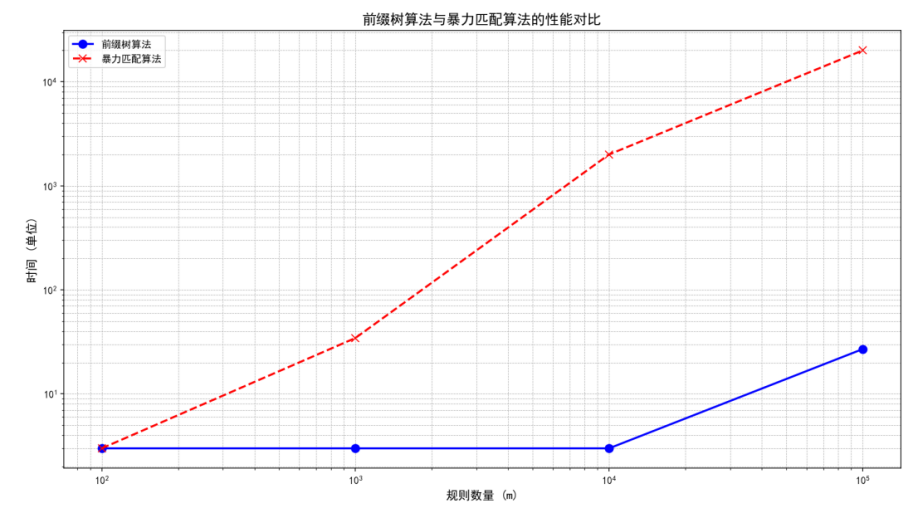 前缀树算法与暴力匹配算法的性能对比
前缀树算法
暴力匹配算法
时间 (单位)
10⁴
10³
10²
10¹
10²
10³
10⁴
10⁵
规则数量 (m)